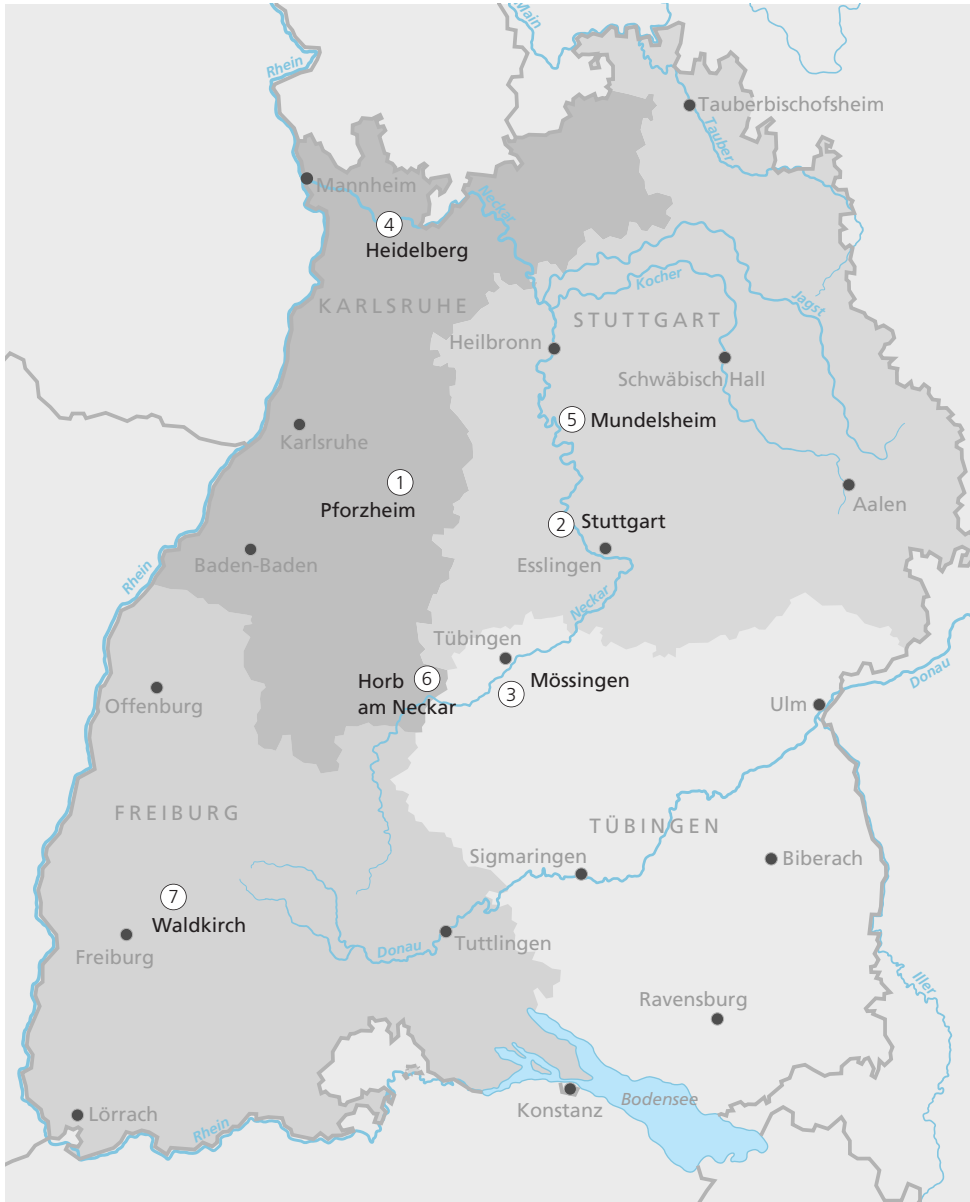 Main
Rhein
Tauberbischofsheim
Tauber
Mannheim
Neckar
4
Heidelberg
Kocher
Jagst
KARLSRUHE
STUTTGART
Heilbronn
Schwäbisch Hall
5 Mundelsheim
Karlsruhe
1
Pforzheim
Aalen
2 Stuttgart
Esslingen
Baden-Baden
Rhein
Neckar
Tübingen
Horb
am Neckar
6
3
Mössingen
Donau
Offenburg
Ulm
FREIBURG
TÜBINGEN
Sigmaringen
Biberach
7
Waldkirch
Freiburg
Donau
Tuttlingen
Iller
Ravensburg
Konstanz
Bodensee
Lörrach
Rhein